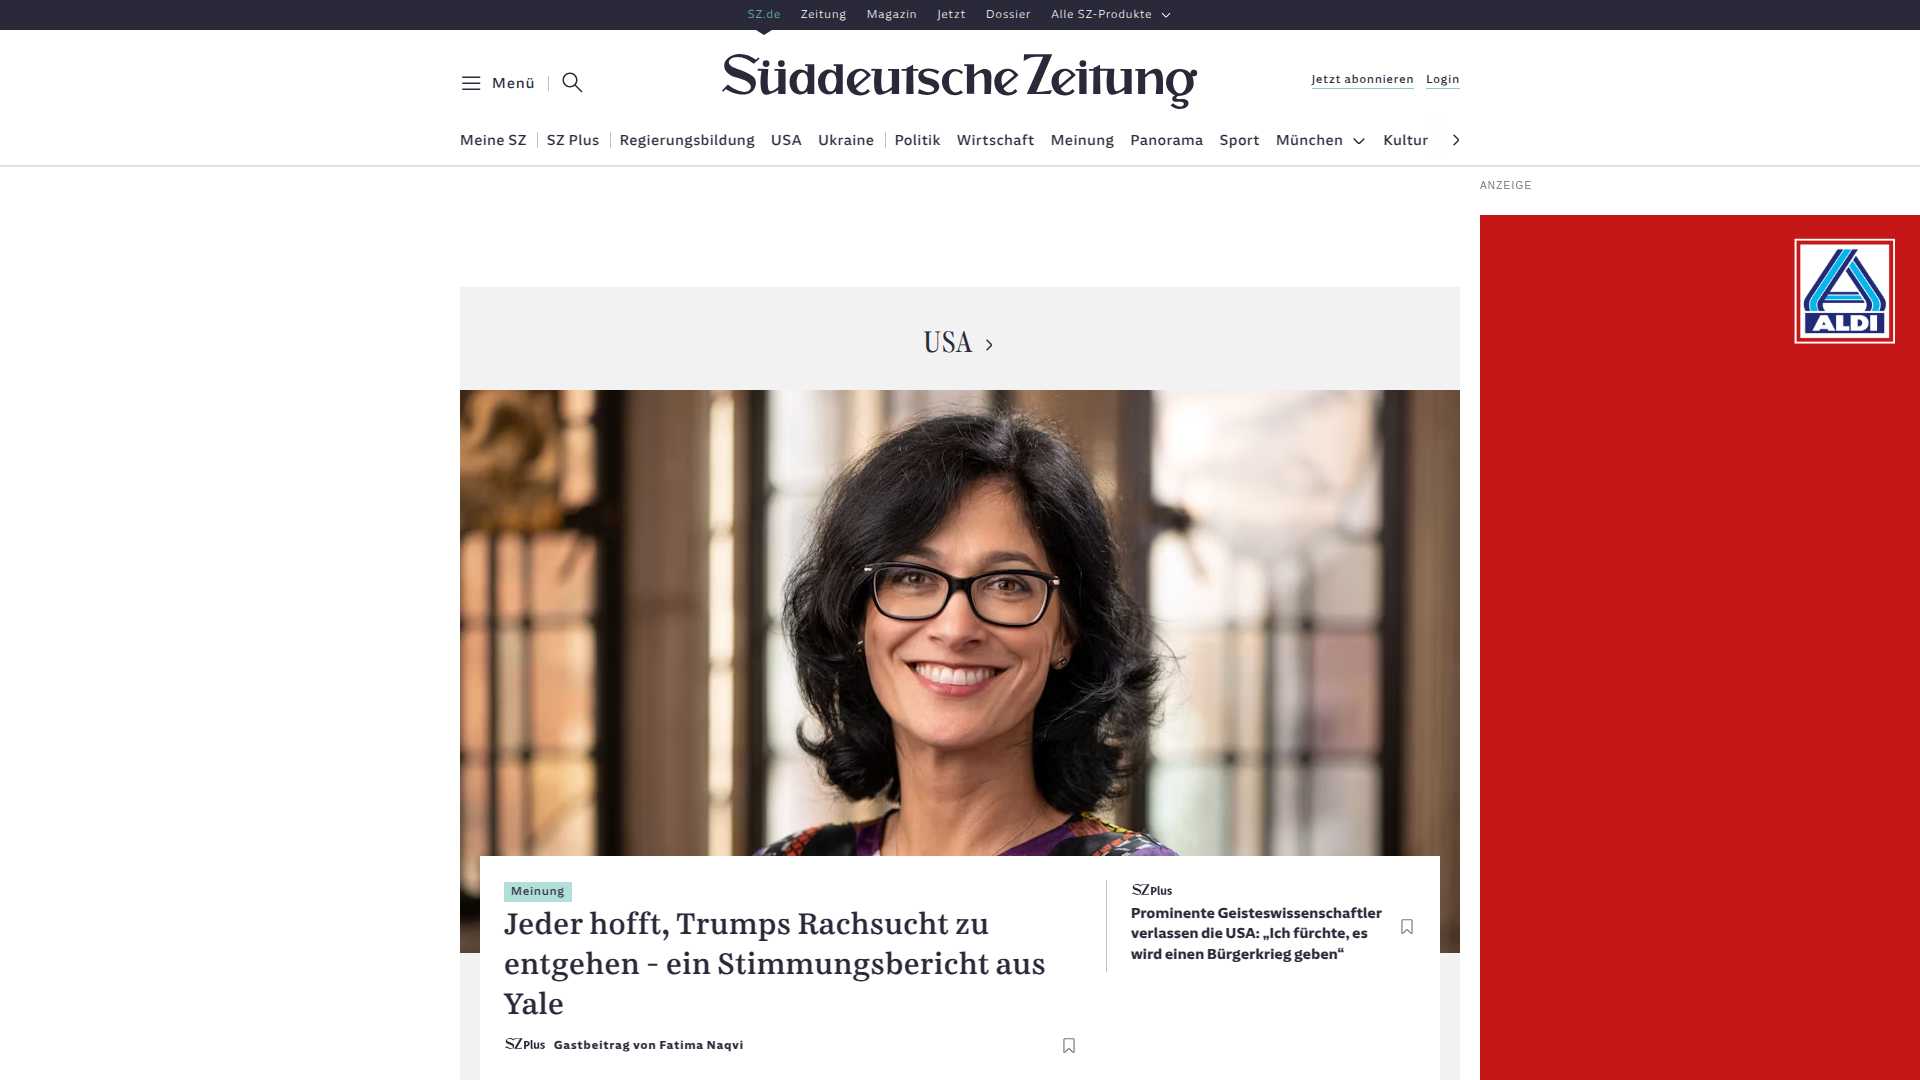 SZ.de Zeitung Magazin Jetzt Dossier Alle SZ-Produkte
Menü
Süddeutsche Zeitung
Jetzt abonnieren Login
Meine SZ SZ Plus Regierungsbildung USA Ukraine Politik Wirtschaft Meinung Panorama Sport München Kultur
ANZEIGE
ALDI
USA
Meinung
Jeder hofft, Trumps Rachsucht zu
entgehen - ein Stimmungsbericht aus
Yale
SZ Plus Gastbeitrag von Fatima Naqvi
SZ Plus
Prominente Geisteswissenschaftler
verlassen die USA: „Ich fürchte, es
wird einen Bürgerkrieg geben“